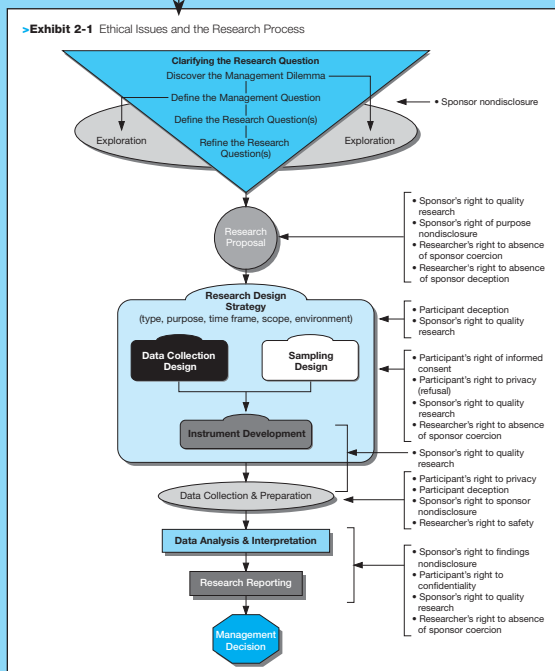 >Exhibit 2-1 Ethical Issues and the Research Process
Clarifying the Research Question
Discover the Management Dilemma
Define the Management Question
• Sponsor nondisclosure
Define the Research Question(s)
Exploration
Exploration
Refine the Research
Question(s)
Research
Proposal
• Sponsor's right to quality
research
• Sponsor's right of purpose
nondisclosure
• Researcher's right to absence
of sponsor coercion
• Researcher's right to absence
of sponsor deception
Research Design
Strategy
(type, purpose, time frame, scope, environment)
• Participant deception
• Sponsor's right to quality
research
Data Collection
Design
Sampling
Design
• Participant's right of informed
consent
• Participant's right to privacy
(refusal)
• Sponsor's right to quality
research
• Researcher's right to absence
of sponsor coercion
Instrument Development
• Sponsor's right to quality
research
Data Collection & Preparation
• Participant's right to privacy
• Participant deception
• Sponsor's right to sponsor
nondisclosure
• Researcher's right to safety
Data Analysis & Interpretation
Research Reporting
• Sponsor's right to findings
nondisclosure
• Participant's right to
confidentiality
• Sponsor's right to quality
research
• Researcher's right to absence
of sponsor coercion
Management
Decision